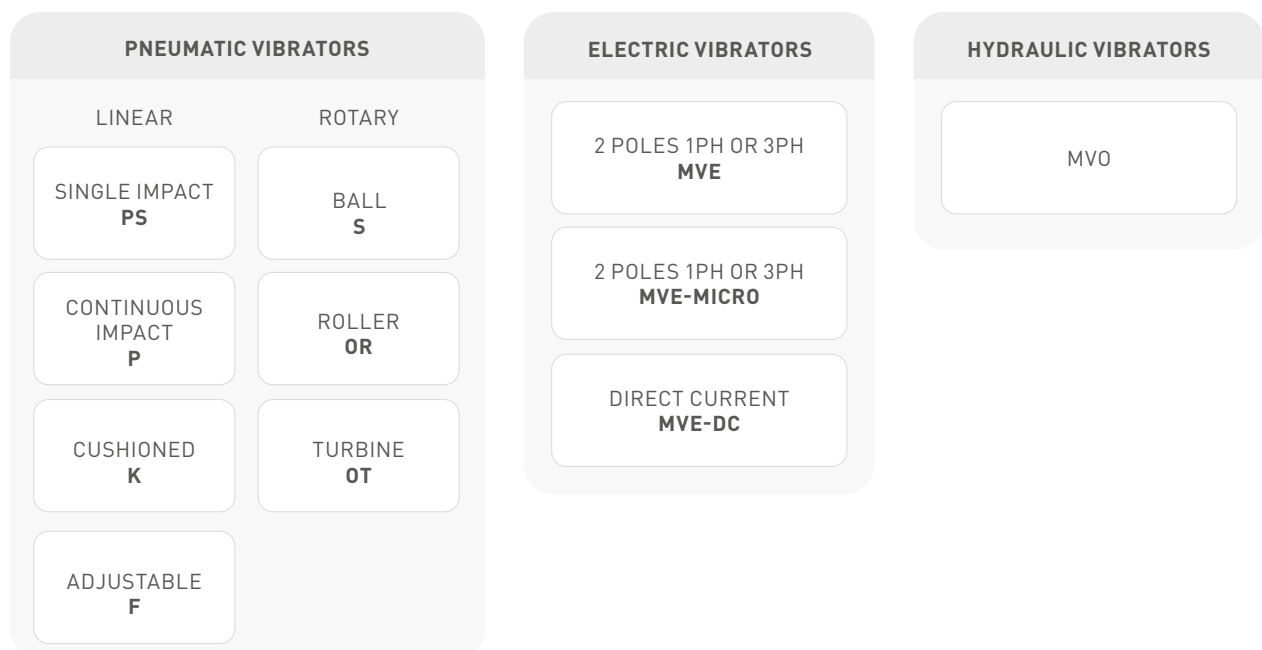 PNEUMATIC VIBRATORS
LINEAR
SINGLE IMPACT
PS
CONTINUOUS
IMPACT
P
CUSHIONED
K
ADJUSTABLE
F
ROTARY
BALL
S
ROLLER
OR
TURBINE
OT
ELECTRIC VIBRATORS
2 POLES 1PH OR 3PH
MVE
2 POLES 1PH OR 3PH
MVE-MICRO
DIRECT CURRENT
MVE-DC
HYDRAULIC VIBRATORS
MVO